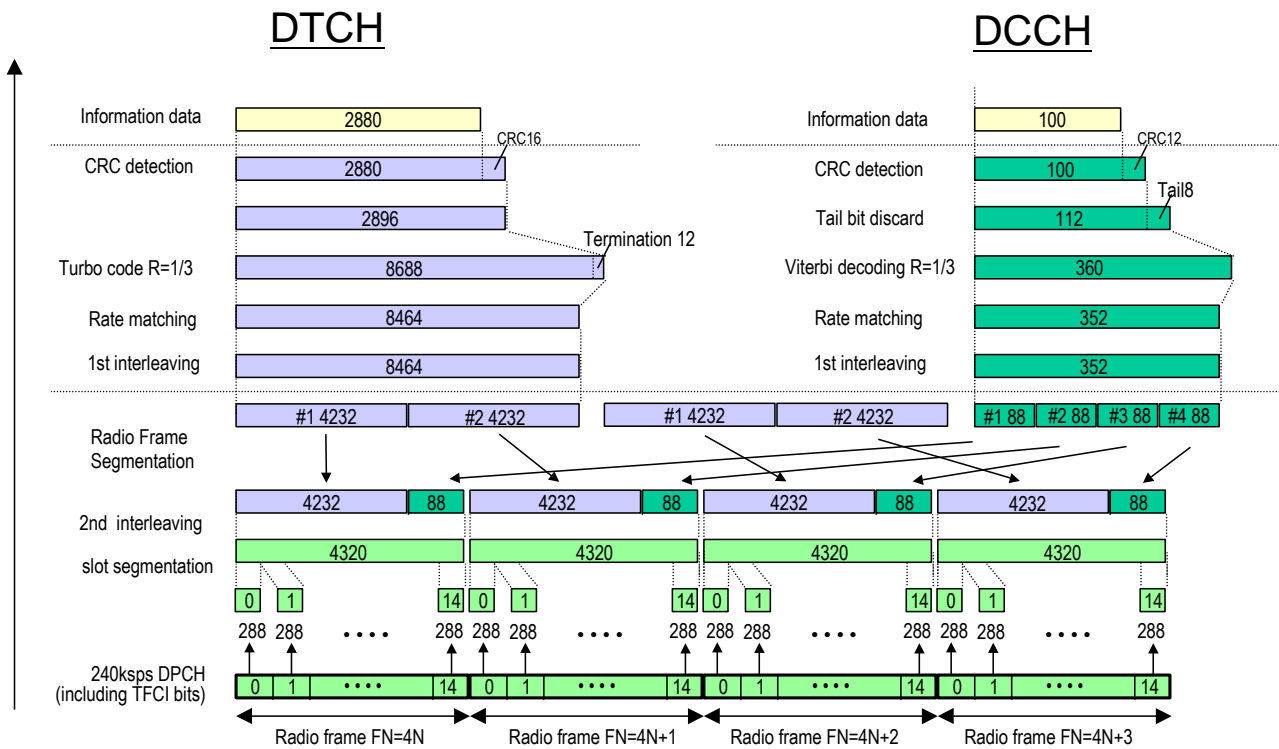 DTCH DCCH
Information data 2880 Information data 100
CRC16 CRC12
CRC detection 2880 CRC detection 100
Tail8
2896 Tail bit discard 112
Termination 12
Turbo code R=1/3 8688 Viterbi decoding R=1/3 360
Rate matching 8464 Rate matching 352
1st interleaving 8464 1st interleaving 352
#1 4232 #2 4232 #1 4232 #2 4232 #1 88 #2 88 #3 88 #4 88
Radio Frame
Segmentation
4232 88 4232 88 4232 88 4232 88
2nd interleaving
4320 4320 4320 4320
slot segmentation
0 1 14 0 1 14 0 1 14 0 1 14
288 288 • • • • 288 288 288 • • • • 288 288 288 • • • • 288 288 288 • • • • 288
240ksps DPCH
(including TFCI bits)
0 1 • • • • 14 0 1 • • • • 14 0 1 • • • • 14 0 1 • • • • 14
Radio frame FN=4N Radio frame FN=4N+1 Radio frame FN=4N+2 Radio frame FN=4N+3